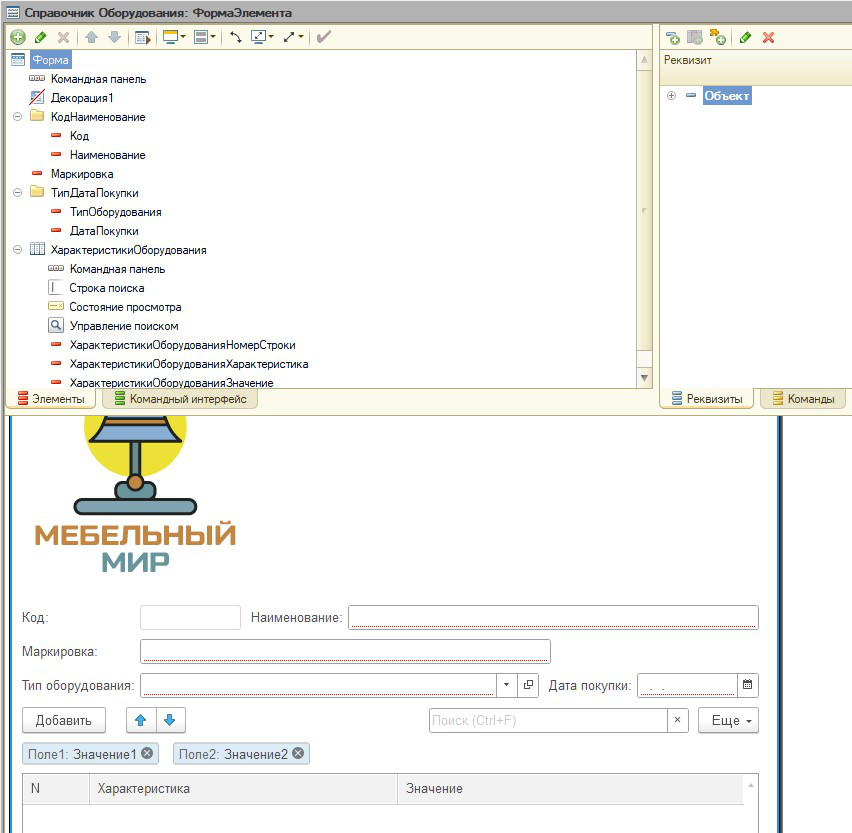 Справочник Оборудования: ФормаЭлемента
Форма
Командная панель
Декорация1
КодНаименование
Код
Наименование
Маркировка
ТипДатаПокупки
ТипОборудования
ДатаПокупки
ХарактеристикиОборудования
Командная панель
Строка поиска
Состояние просмотра
Управление поиском
ХарактеристикиОборудованияНомерСтроки
ХарактеристикиОборудованияХарактеристика
ХарактеристикиОборудованияЗначение
Элементы Командный интерфейс
Реквизит
Объект
Реквизиты Команды
МЕБЕЛЬНЫЙ
МИР
Код: Наименование:
Маркировка:
Тип оборудования: Дата покупки: . .
Добавить Поиск (Ctrl+F) × Еще
Поле1: Значение1 Поле2: Значение2
N Характеристика Значение